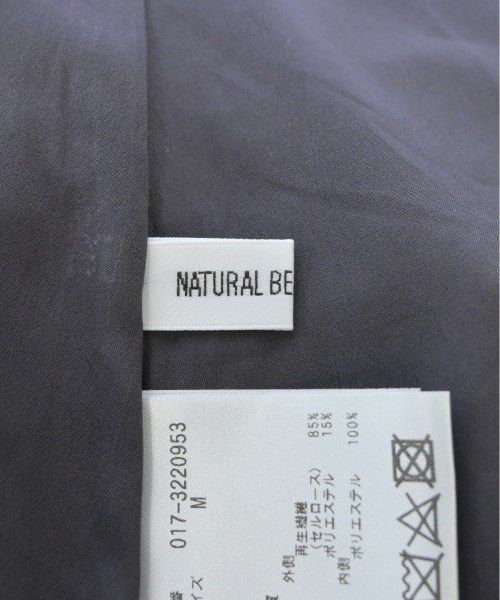 NATURAL BE
017-3220953
M
外側
再生繊維
(セルロース) 85%
ポリエステル 15%
内側
ポリエステル 100%